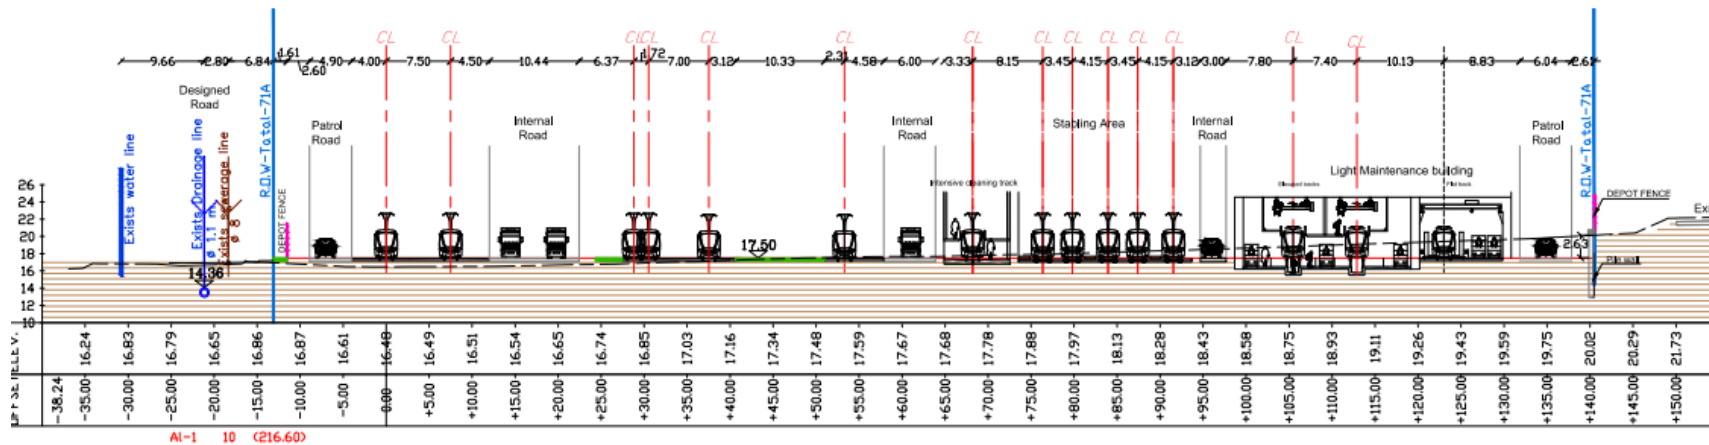 CL CL CL CL CL CL CL CL CL CL CL CL CL CL
9.66 2.80 6.84 1.61 2.60 4.90 4.00 7.50 4.50 10.44 6.37 1.72 7.00 3.12 10.33 2.31 4.58 6.00 3.33 8.15 3.45 4.15 3.45 4.15 3.12 3.00 7.80 7.40 10.13 8.83 6.04 2.61
Designed
Road
Patrol
Road
Internal
Road
Internal
Road
Stabling Area
Internal
Road
Patrol
Road
Light Maintenance building
Intensive cleaning track
Elevated tracks
Pit track
Exists water line
Exists Drainage line
ø 1.1 m
Exists sewerage line
ø 8
R.O.W-Tatal-71A
DEPOT FENCE
R.O.W-Tatal-71A
DEPOT FENCE
Pile wall
14.36
17.50
2.63
26
24
22
20
18
16
14
12
10
16.24 16.83 16.79 16.65 16.86 16.87 16.61 16.48 16.49 16.51 16.54 16.65 16.74 16.85 17.03 17.16 17.34 17.48 17.59 17.67 17.68 17.78 17.88 17.97 18.13 18.28 18.43 18.58 18.75 18.93 19.11 19.26 19.43 19.59 19.75 20.02 20.29 21.73
-38.24 -35.00 -30.00 -25.00 -20.00 -15.00 -10.00 -5.00 0.00 +5.00 +10.00 +15.00 +20.00 +25.00 +30.00 +35.00 +40.00 +45.00 +50.00 +55.00 +60.00 +65.00 +70.00 +75.00 +80.00 +85.00 +90.00 +95.00 +100.00 +105.00 +110.00 +115.00 +120.00 +125.00 +130.00 +135.00 +140.00 +145.00 +150.00
Al-1 10 (216.60)